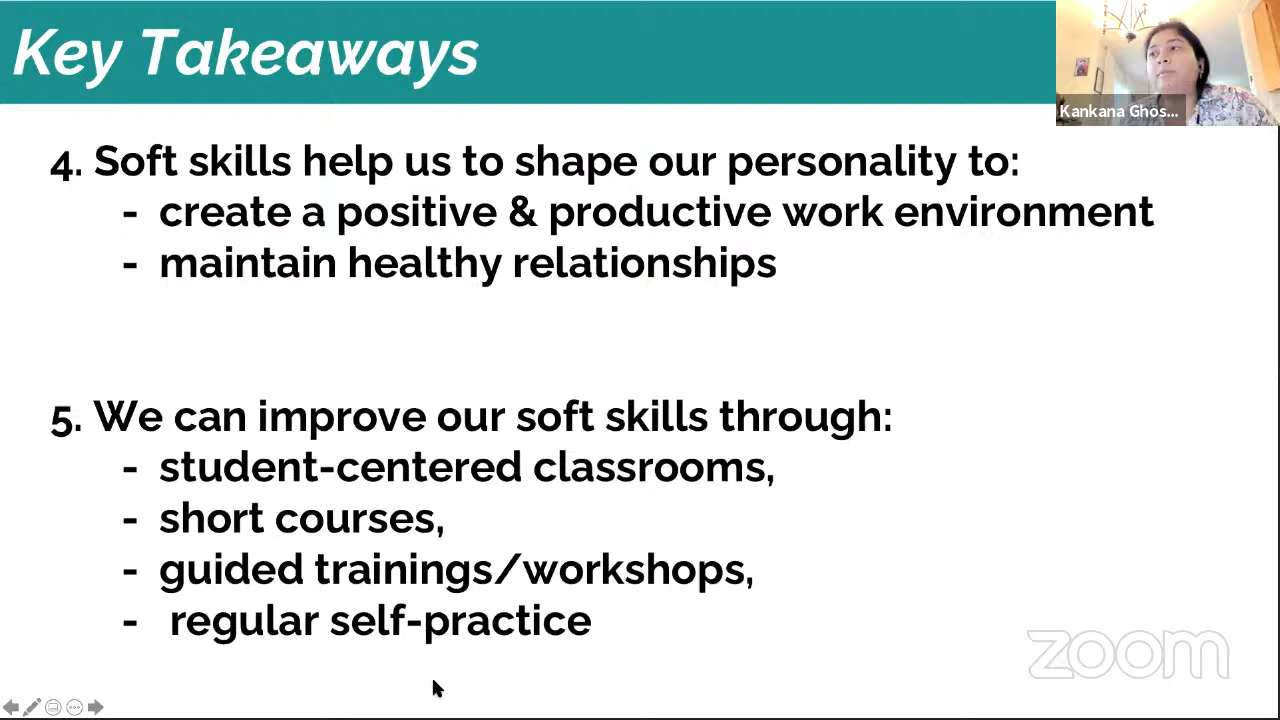 Key Takeaways
Kankana Ghos...
4. Soft skills help us to shape our personality to:
- create a positive & productive work environment
- maintain healthy relationships
5. We can improve our soft skills through:
- student-centered classrooms,
- short courses,
- guided trainings/workshops,
- regular self-practice
zoom